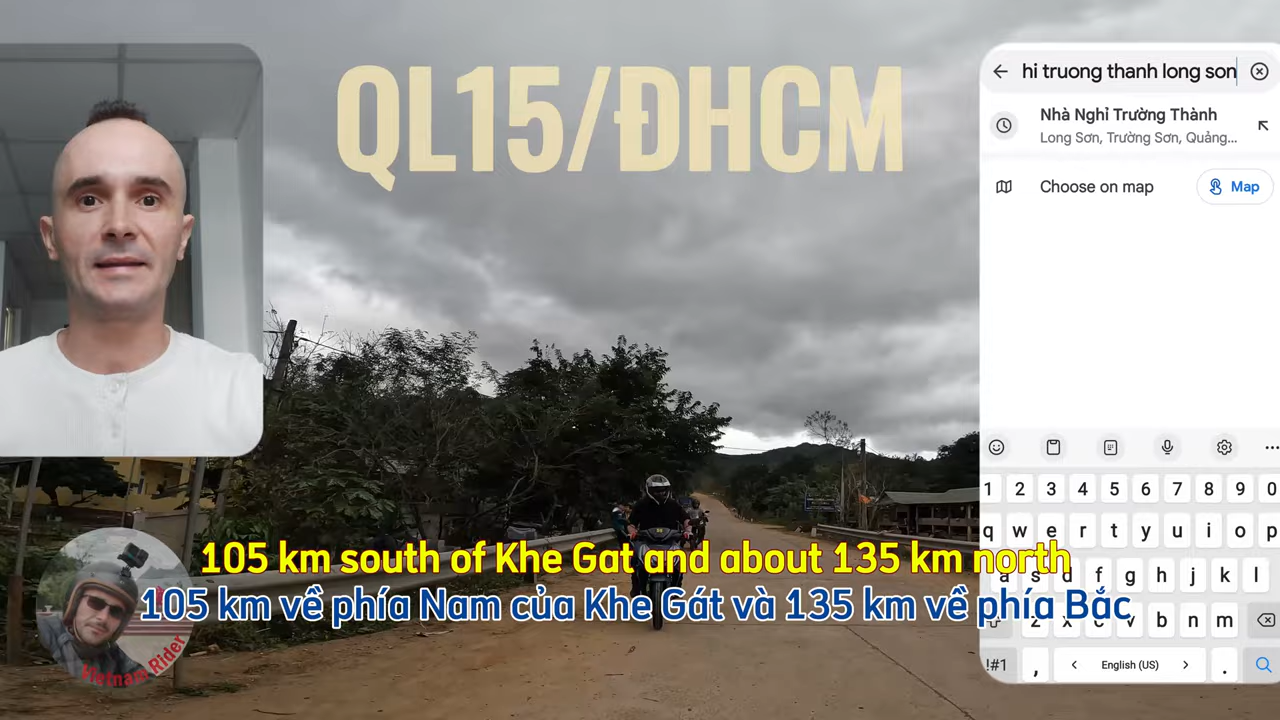 QL15/ĐHCM
hi truong thanh long son
Nhà Nghỉ Trường Thành
Long Sơn, Trường Sơn, Quảng...
Choose on map
Map
1 2 3 4 5 6 7 8 9 0
q w e r t y u i o p
a s d f g h j k l
z x c v b n m
!#1 , < English (US) > .
105 km south of Khe Gat and about 135 km north
105 km về phía Nam của Khe Gát và 135 km về phía Bắc
Vietnam Rider